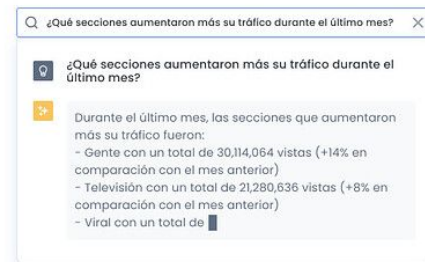 ¿Qué secciones aumentaron más su tráfico durante el último mes?
¿Qué secciones aumentaron más su tráfico durante el
último mes?
Durante el último mes, las secciones que aumentaron
más su tráfico fueron:
- Gente con un total de 30,114,064 vistas (+14% en
comparación con el mes anterior)
- Televisión con un total de 21,280,636 vistas (+8% en
comparación con el mes anterior)
- Viral con un total de